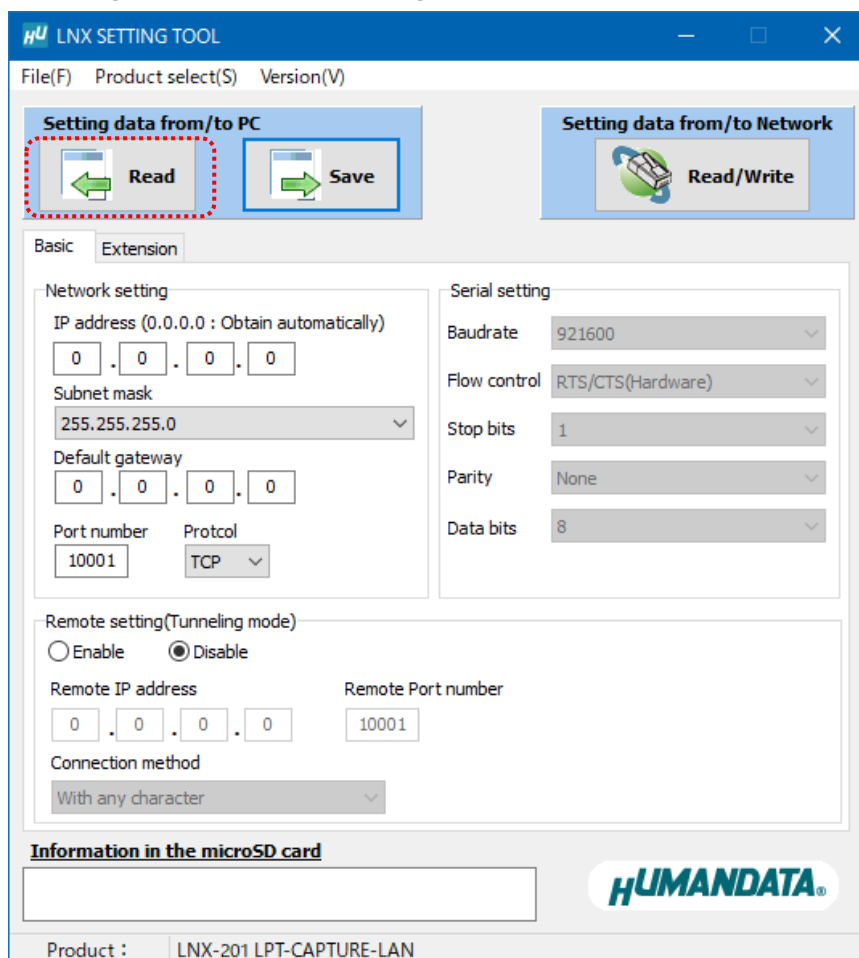 HU LNX SETTING TOOL
File(F) Product select(S) Version(V)
Setting data from/to PC
Read
Save
Setting data from/to Network
Read/Write
Basic Extension
Network setting
IP address (0.0.0.0 : Obtain automatically)
0 . 0 . 0 . 0
Subnet mask
255.255.255.0
Default gateway
0 . 0 . 0 . 0
Port number Protcol
10001 TCP
Serial setting
Baudrate 921600
Flow control RTS/CTS(Hardware)
Stop bits 1
Parity None
Data bits 8
Remote setting(Tunneling mode)
Enable Disable
Remote IP address Remote Port number
0 . 0 . 0 . 0 10001
Connection method
With any character
Information in the microSD card
HUMANDATA®
Product : LNX-201 LPT-CAPTURE-LAN